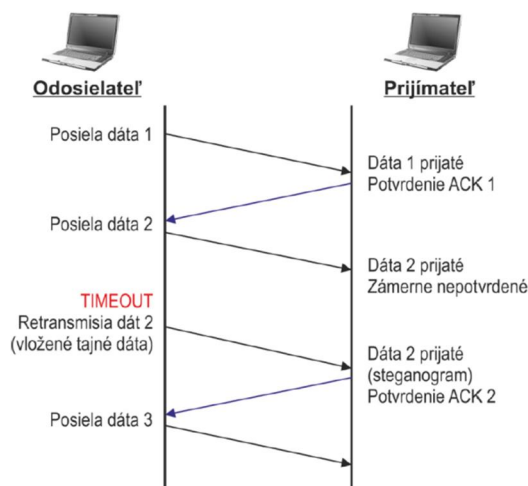 Odosielateľ
Prijímateľ
Posiela dáta 1
Dáta 1 prijaté
Potvrdenie ACK 1
Posiela dáta 2
Dáta 2 prijaté
Zámerne nepotvrdené
TIMEOUT
Retransmisia dát 2
(vložené tajné dáta)
Dáta 2 prijaté
(steganogram)
Potvrdenie ACK 2
Posiela dáta 3